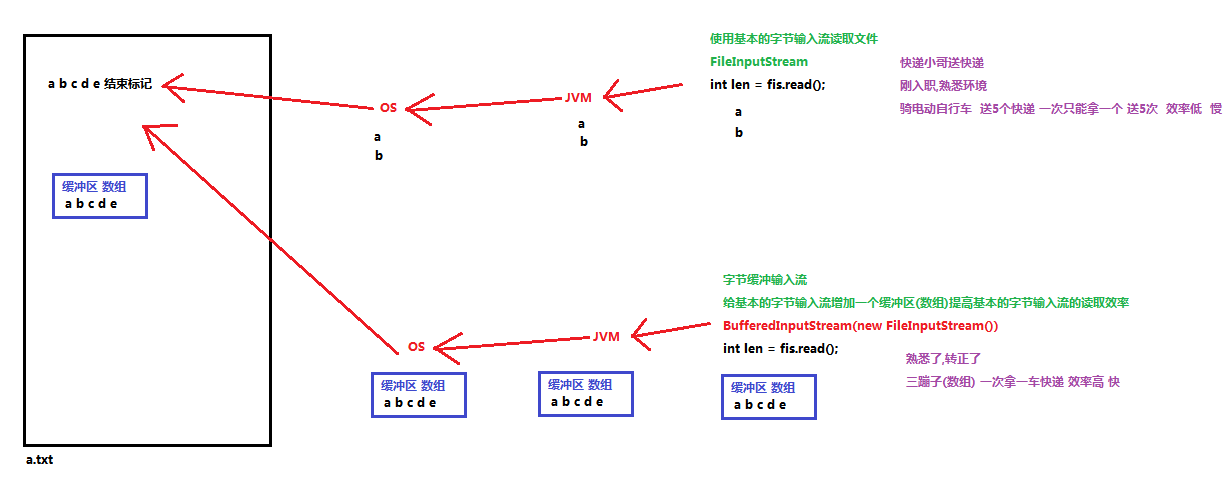 使用基本的字节输入流读取文件
FileInputStream
int len = fis.read();
a
b
快递小哥送快递
刚入职,熟悉环境
骑电动自行车 送5个快递 一次只能拿一个 送5次 效率低 慢
JVM
a
b
OS
a
b
a b c d e 结束标记
缓冲区 数组
a b c d e
字节缓冲输入流
给基本的字节输入流增加一个缓冲区(数组)提高基本的字节输入流的读取效率
BufferedInputStream(new FileInputStream())
int len = fis.read();
熟悉了,转正了
三蹦子(数组) 一次拿一车快递 效率高 快
缓冲区 数组
a b c d e
JVM
缓冲区 数组
a b c d e
OS
缓冲区 数组
a b c d e
a.txt